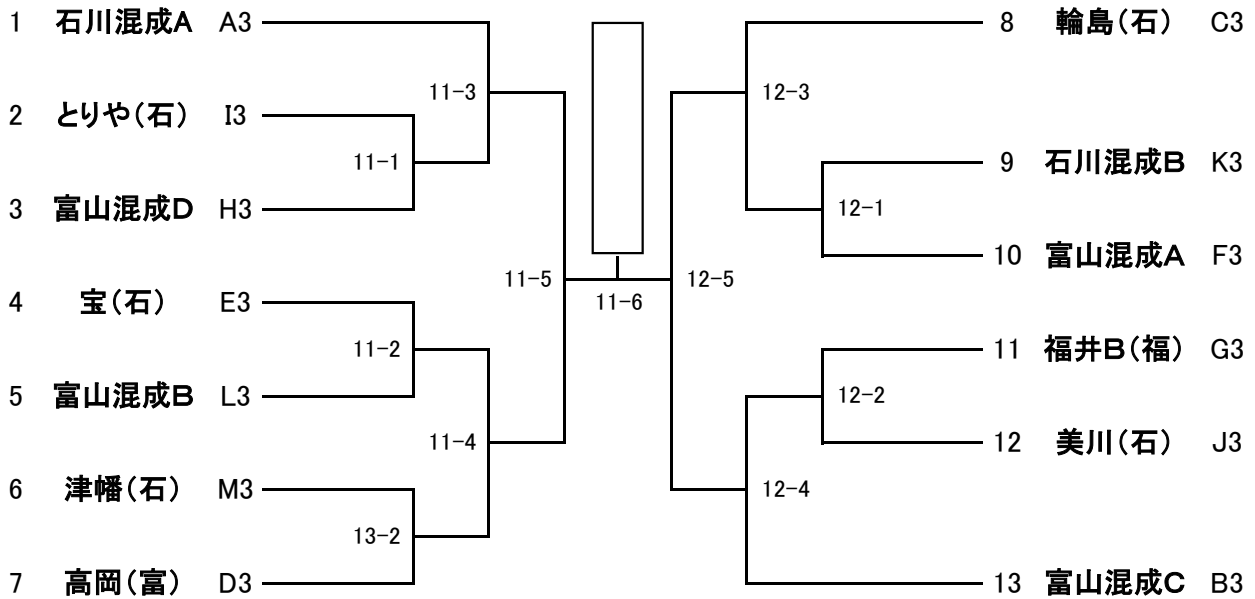 1 石川混成A A3
11-3
2 とりや(石) I3
11-1
3 富山混成D H3
11-5
4 宝(石) E3
11-2
5 富山混成B L3
11-4
6 津幡(石) M3
13-2
7 高岡(富) D3
11-6
8 輪島(石) C3
12-3
9 石川混成B K3
12-1
10 富山混成A F3
12-5
11 福井B(福) G3
12-2
12 美川(石) J3
12-4
13 富山混成C B3